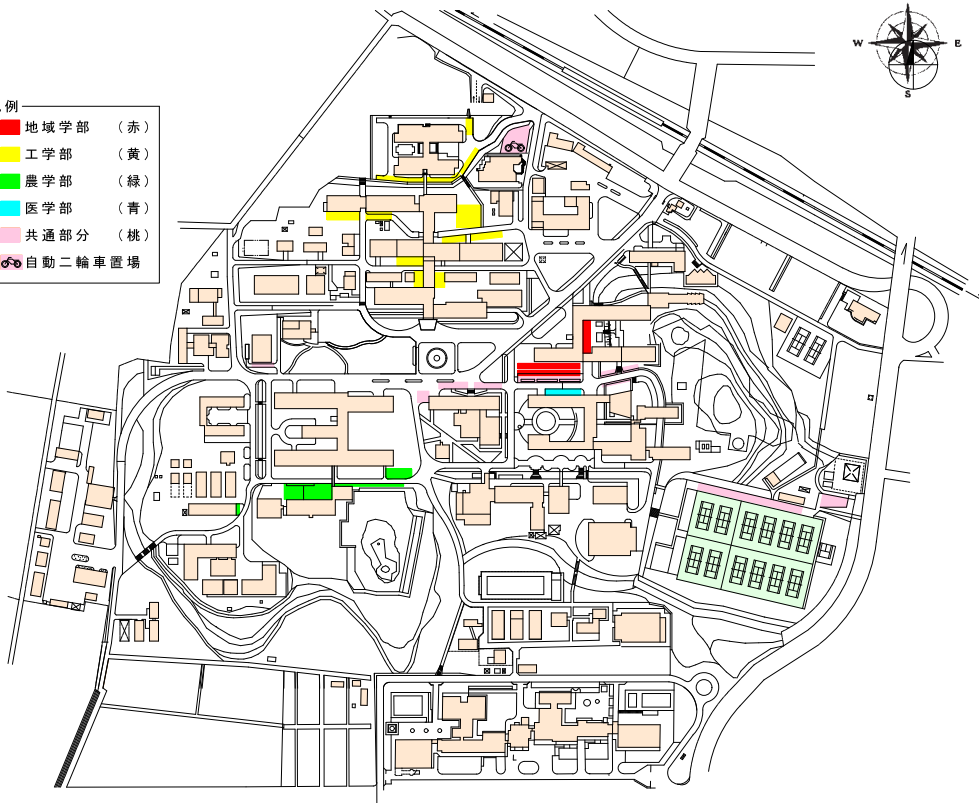 例
地域学部 （赤）
工学部 （黄）
農学部 （緑）
医学部 （青）
共通部分 （桃）
自動二輪車置場
W E
S